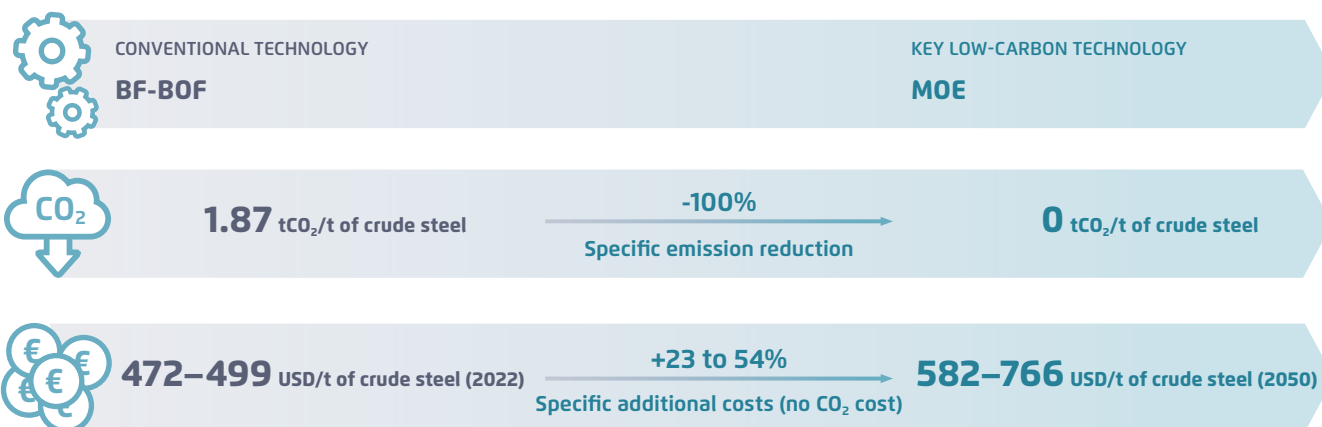 CONVENTIONAL TECHNOLOGY
KEY LOW-CARBON TECHNOLOGY
BF-BOF
MOE
CO₂
1.87 tCO₂/t of crude steel
-100%
Specific emission reduction
0 tCO₂/t of crude steel
€ € € € €
472–499 USD/t of crude steel (2022)
+23 to 54%
Specific additional costs (no CO₂ cost)
582–766 USD/t of crude steel (2050)